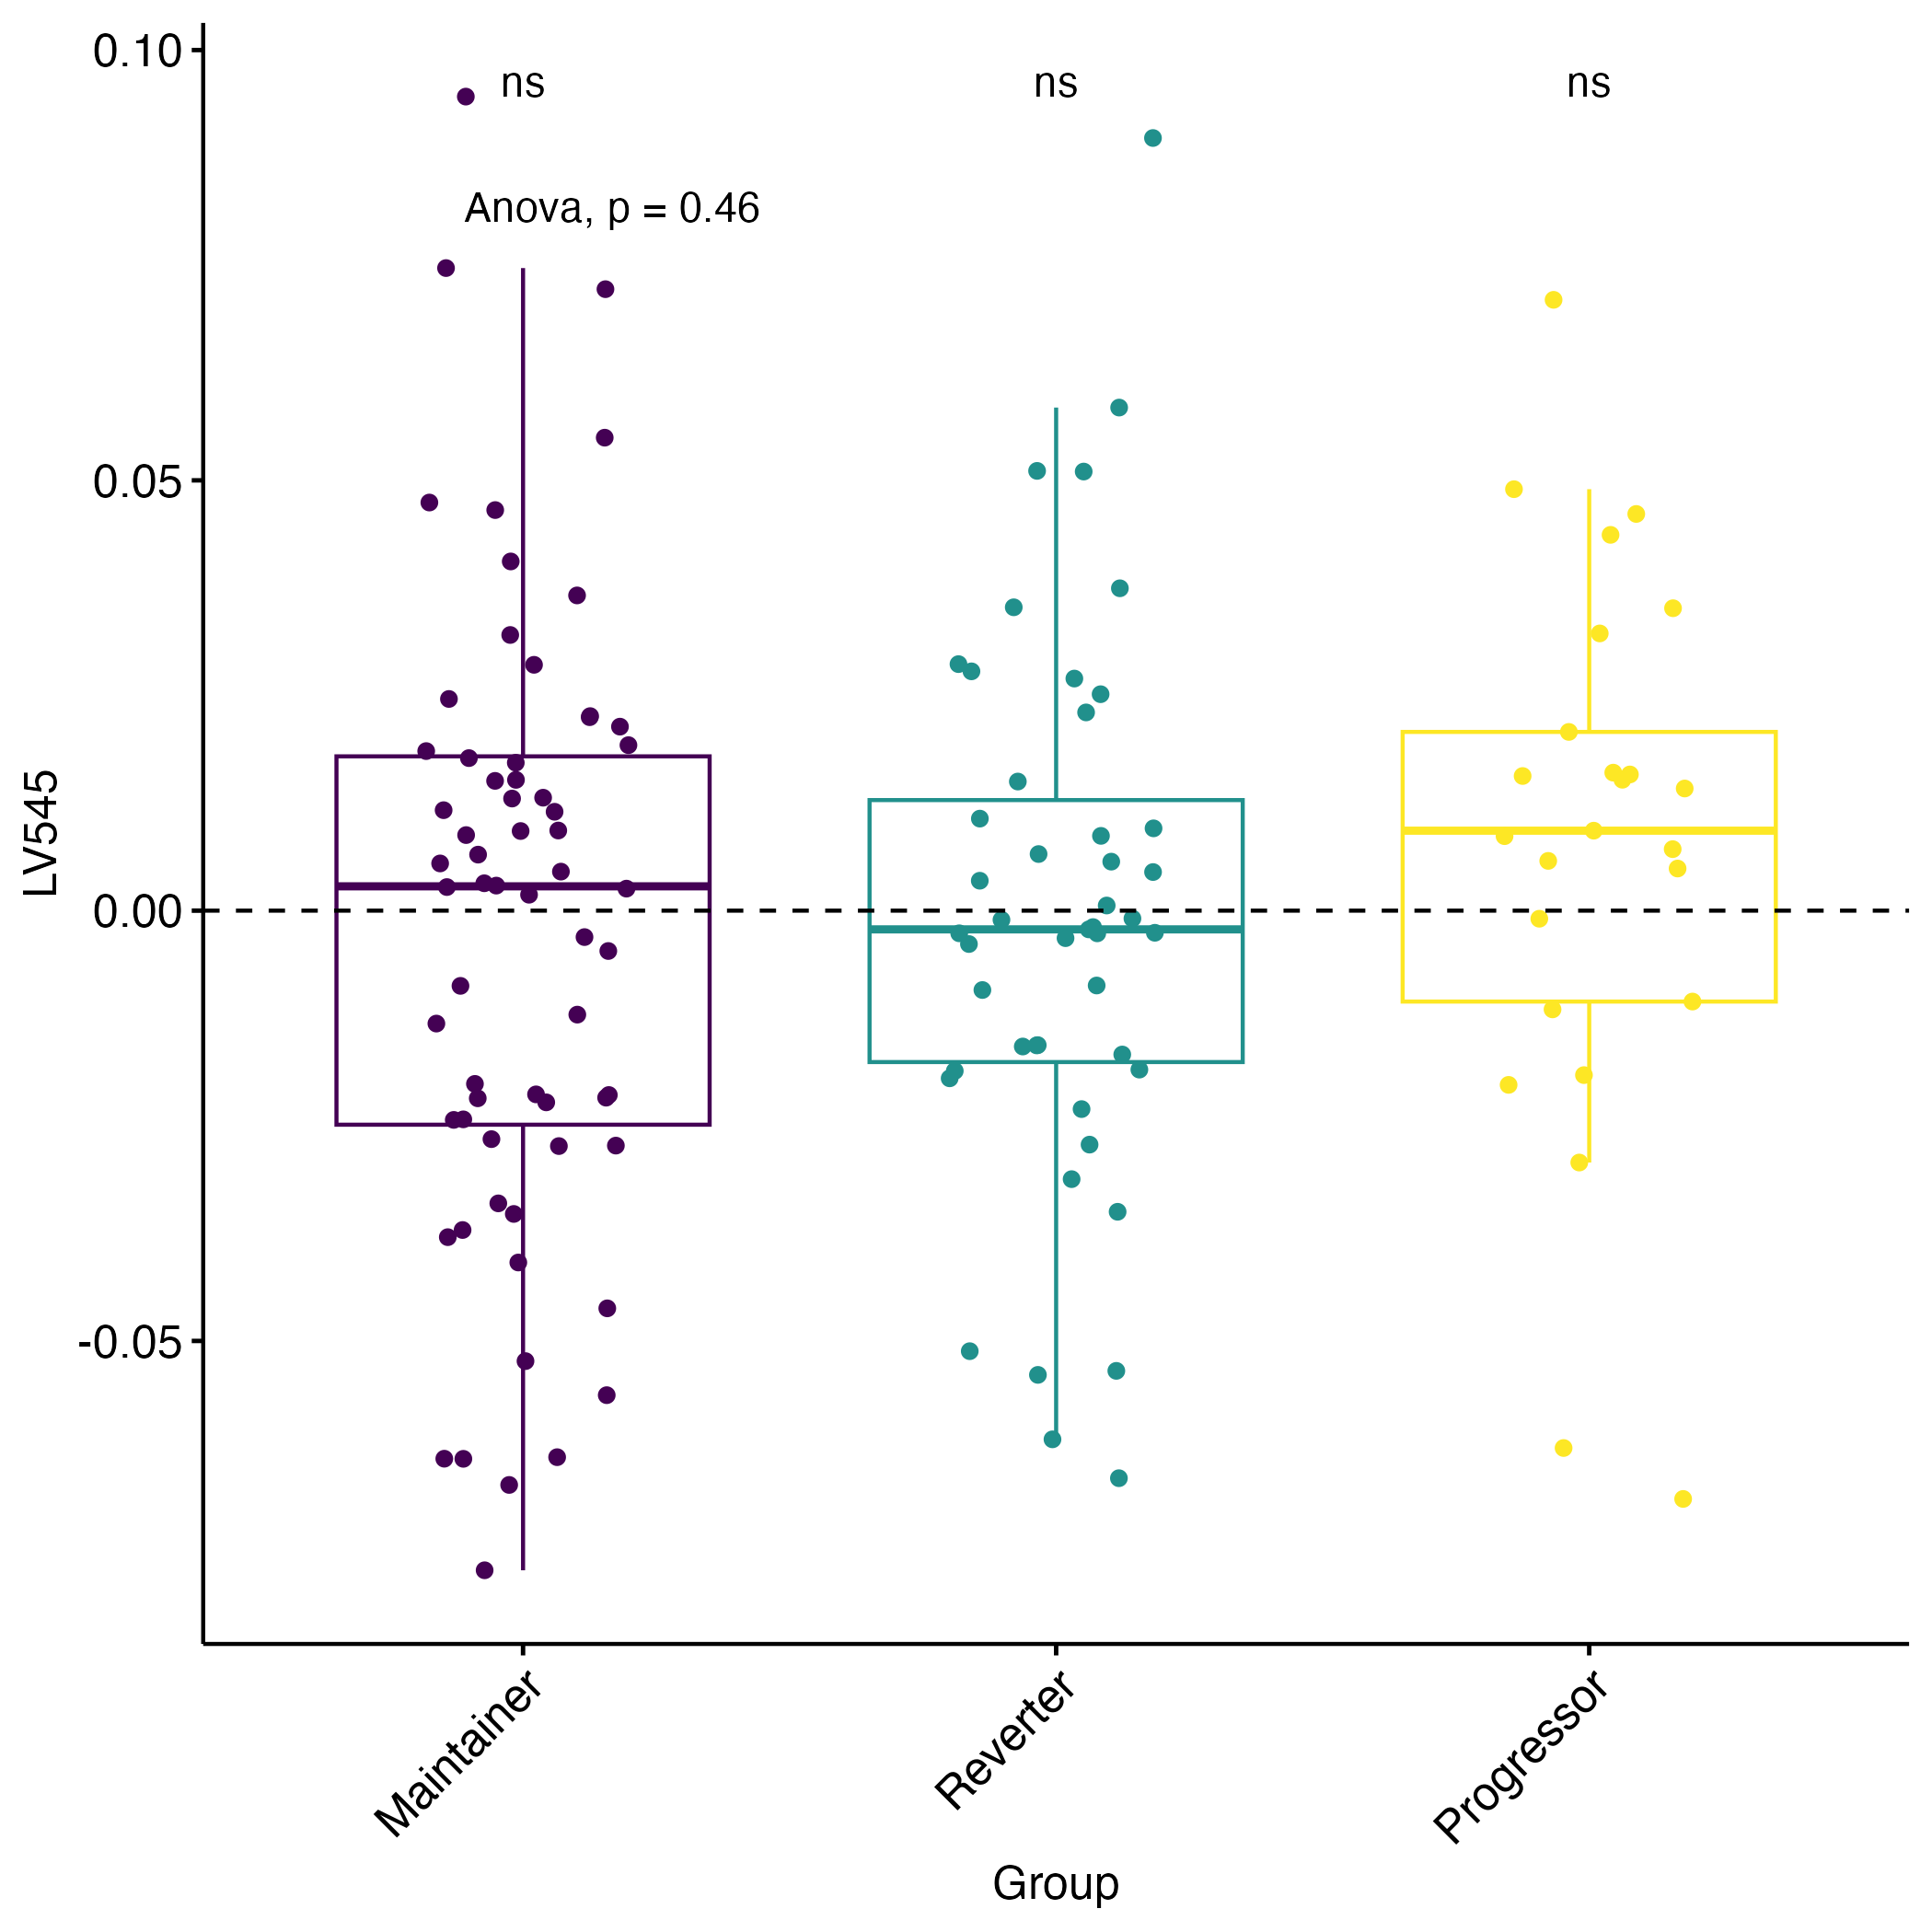 0.10
ns
ns
ns
Anova, p = 0.46
0.05
LV545
0.00
-0.05
Maintainer
Reverter
Progressor
Group